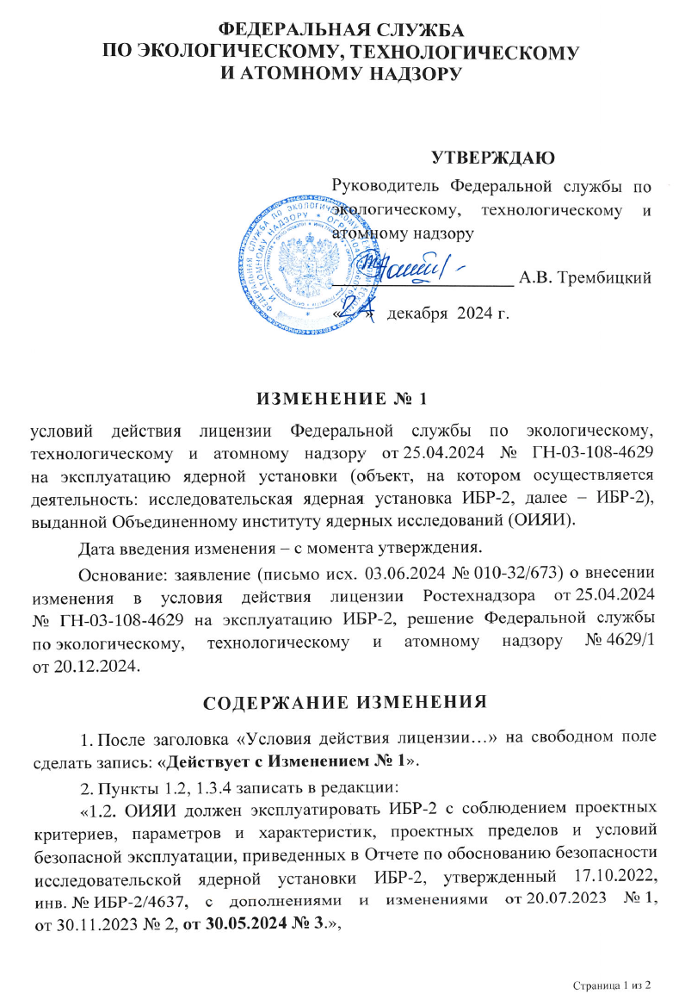 ФЕДЕРАЛЬНАЯ СЛУЖБА
ПО ЭКОЛОГИЧЕСКОМУ, ТЕХНОЛОГИЧЕСКОМУ
И АТОМНОМУ НАДЗОРУ
УТВЕРЖДАЮ
Руководитель Федеральной службы по
экологическому, технологическому и
атомному надзору
А.В. Трембицкий
« » декабря 2024 г.
ФЕДЕРАЛЬНАЯ СЛУЖБА ПО ЭКОЛОГИЧЕСКОМУ
И АТОМНОМУ НАДЗОРУ * ОГРН
ИЗМЕНЕНИЕ № 1
условий действия лицензии Федеральной службы по экологическому,
технологическому и атомному надзору от 25.04.2024 № ГН-03-108-4629
на эксплуатацию ядерной установки (объект, на котором осуществляется
деятельность: исследовательская ядерная установка ИБР-2, далее – ИБР-2),
выданной Объединенному институту ядерных исследований (ОИЯИ).
Дата введения изменения – с момента утверждения.
Основание: заявление (письмо исх. 03.06.2024 № 010-32/673) о внесении
изменения в условия действия лицензии Ростехнадзора от 25.04.2024
№ ГН-03-108-4629 на эксплуатацию ИБР-2, решение Федеральной службы
по экологическому, технологическому и атомному надзору № 4629/1
от 20.12.2024.
СОДЕРЖАНИЕ ИЗМЕНЕНИЯ
1. После заголовка «Условия действия лицензии…» на свободном поле
сделать запись: «Действует с Изменением № 1».
2. Пункты 1.2, 1.3.4 записать в редакции:
«1.2. ОИЯИ должен эксплуатировать ИБР-2 с соблюдением проектных
критериев, параметров и характеристик, проектных пределов и условий
безопасной эксплуатации, приведенных в Отчете по обоснованию безопасности
исследовательской ядерной установки ИБР-2, утвержденный 17.10.2022,
инв. № ИБР-2/4637, с дополнениями и изменениями от 20.07.2023 № 1,
от 30.11.2023 № 2, от 30.05.2024 № 3.»,
Страница 1 из 2